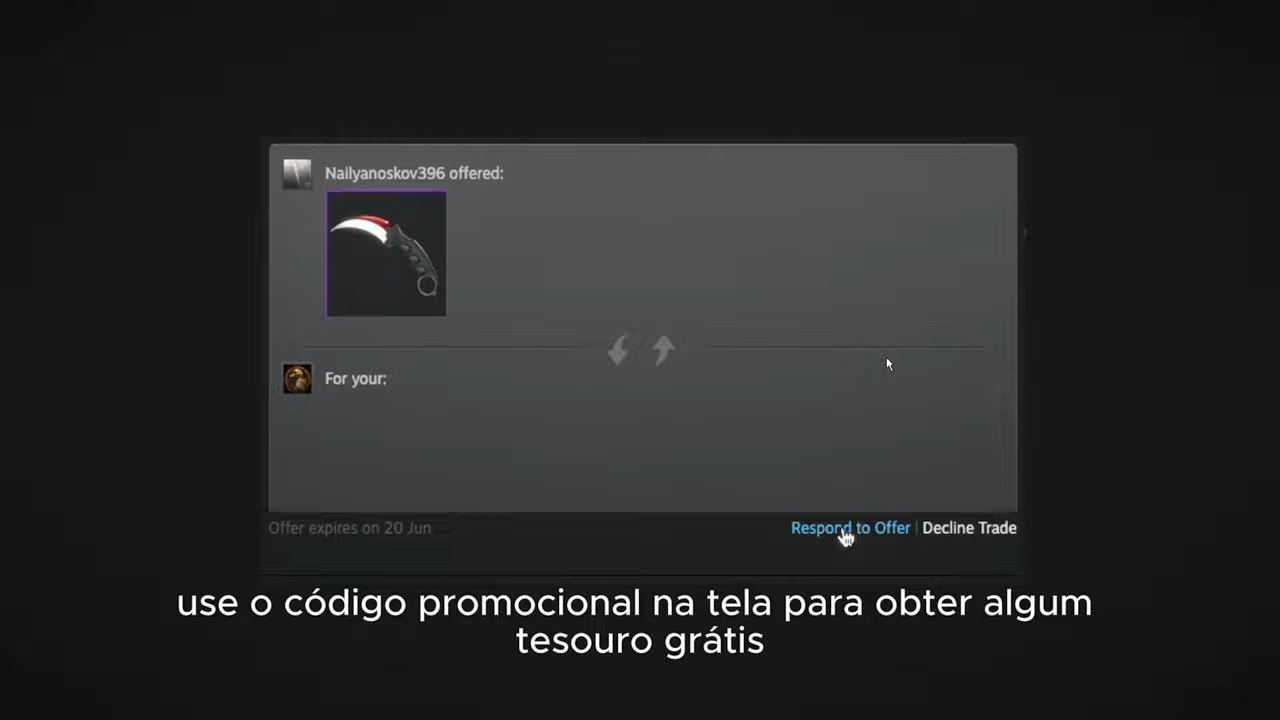 Nailyanoskov396 offered:
For your:
Offer expires on 20 Jun
Respond to Offer | Decline Trade
use o código promocional na tela para obter algum
tesouro grátis